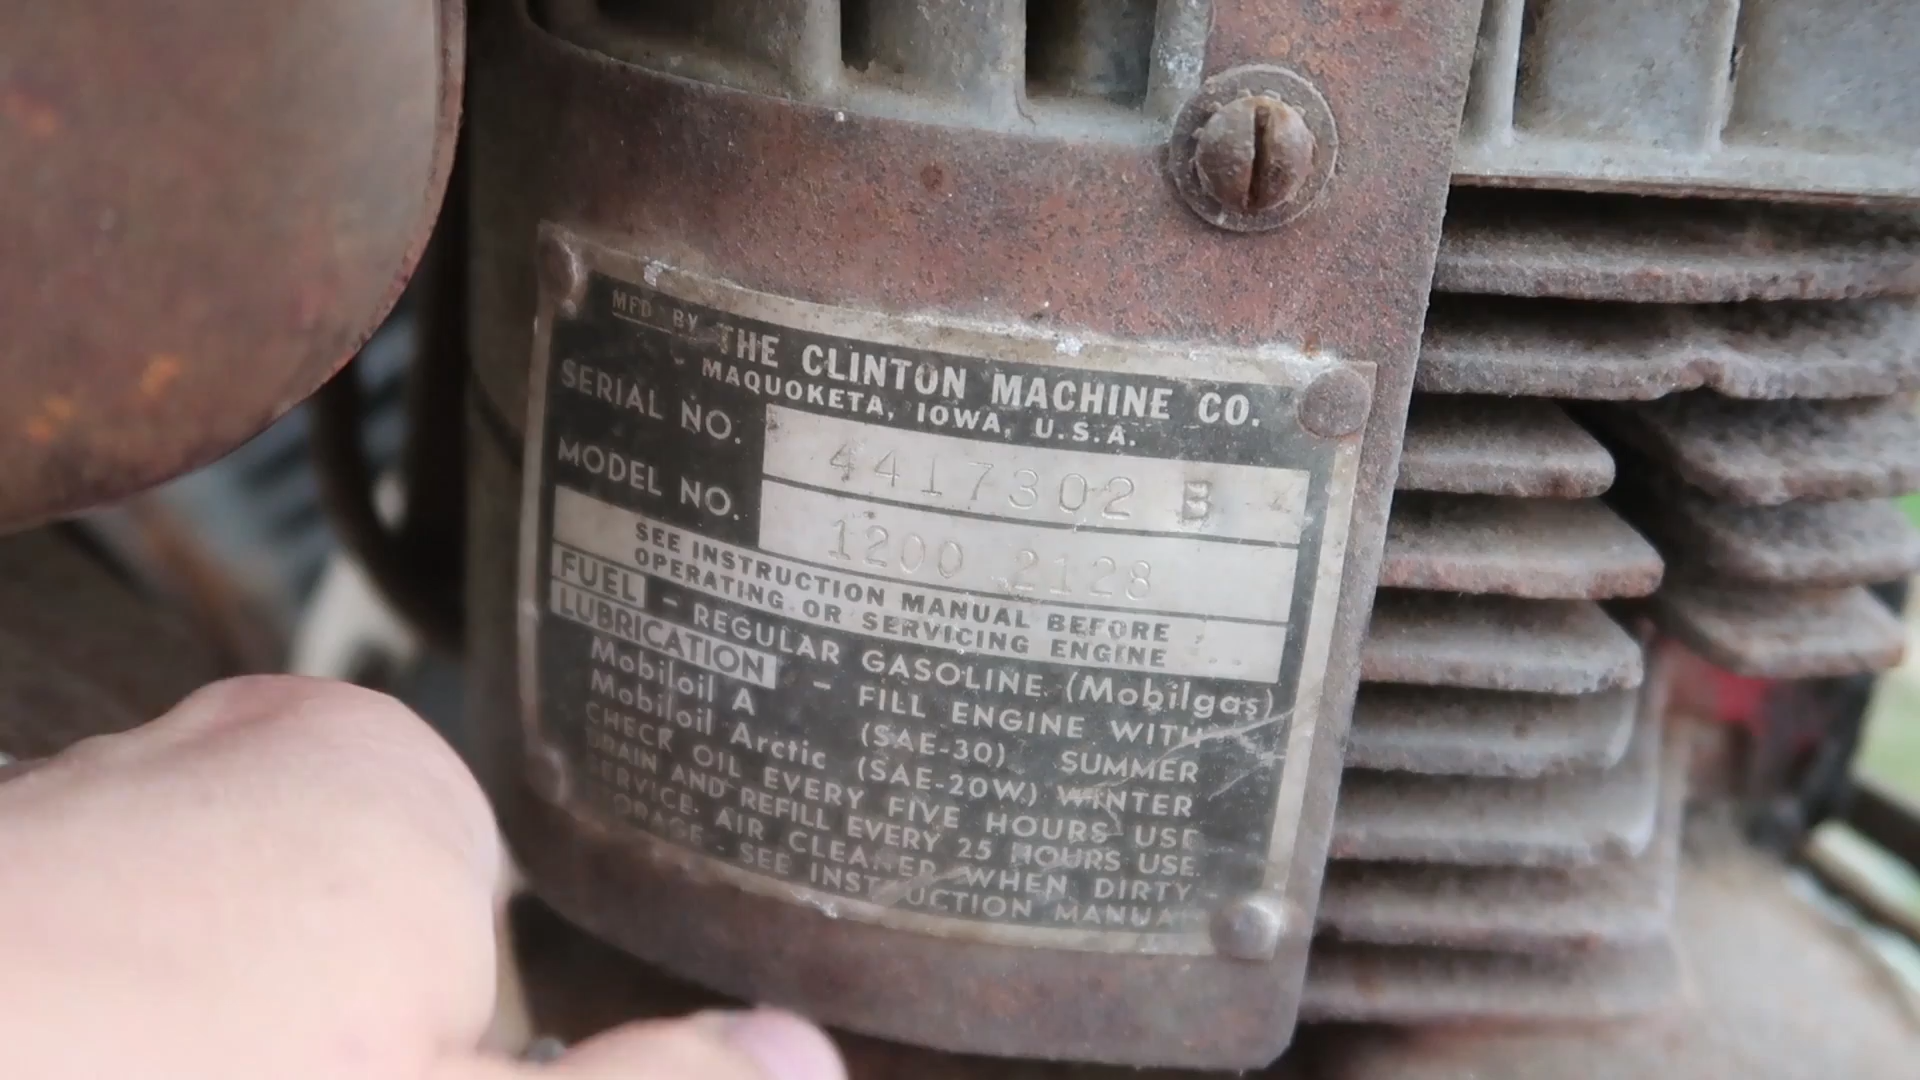 MFD. BY THE CLINTON MACHINE CO.
MAQUOKETA, IOWA, U.S.A.
SERIAL NO. 4417302 B
MODEL NO. 1200 2128
SEE INSTRUCTION MANUAL BEFORE
OPERATING OR SERVICING ENGINE
FUEL - REGULAR GASOLINE (Mobilgas)
LUBRICATION - FILL ENGINE WITH
Mobiloil A (SAE-30) SUMMER
Mobiloil Arctic (SAE-20W) WINTER
CHECK OIL EVERY FIVE HOURS USE
DRAIN AND REFILL EVERY 25 HOURS USE.
SERVICE AIR CLEANER WHEN DIRTY
STORAGE - SEE INSTRUCTION MANUAL